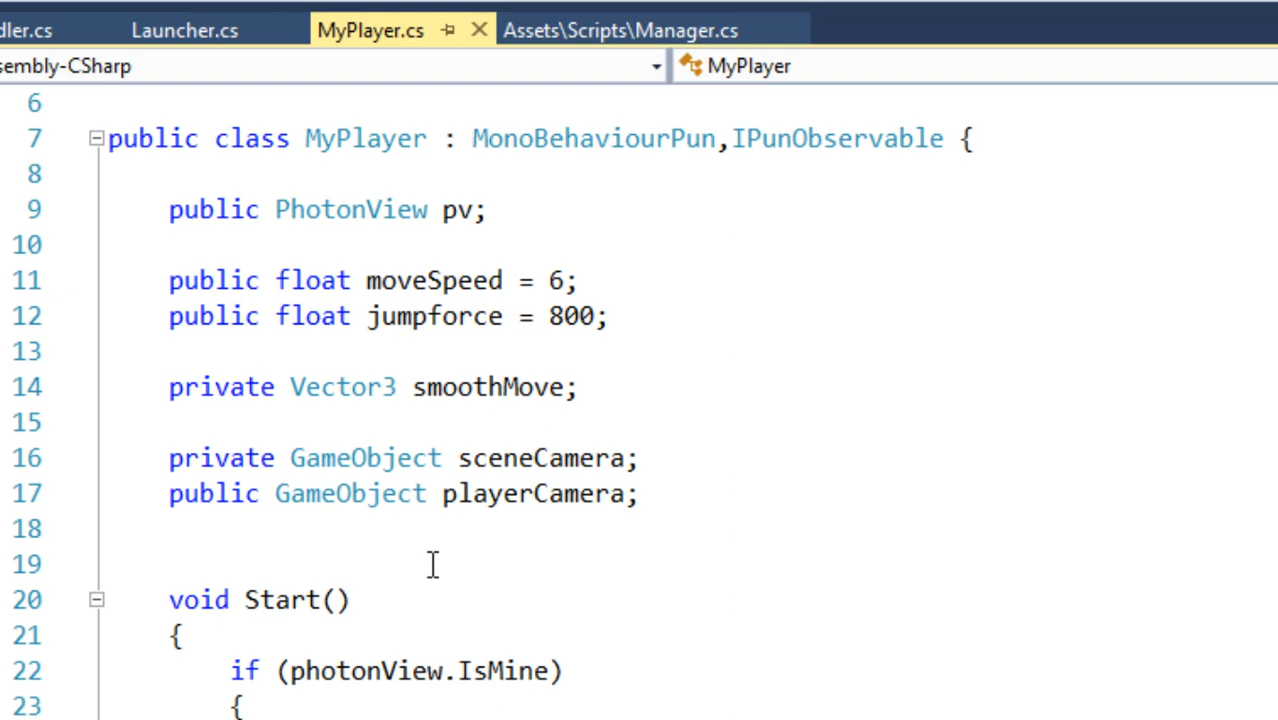 dler.cs Launcher.cs MyPlayer.cs Assets\Scripts\Manager.cs
sembly-CSharp MyPlayer
6
7 public class MyPlayer : MonoBehaviourPun,IPunObservable {
8
9 public PhotonView pv;
10
11 public float moveSpeed = 6;
12 public float jumpforce = 800;
13
14 private Vector3 smoothMove;
15
16 private GameObject sceneCamera;
17 public GameObject playerCamera;
18
19
20 void Start()
21 {
22 if (photonView.IsMine)
23 {